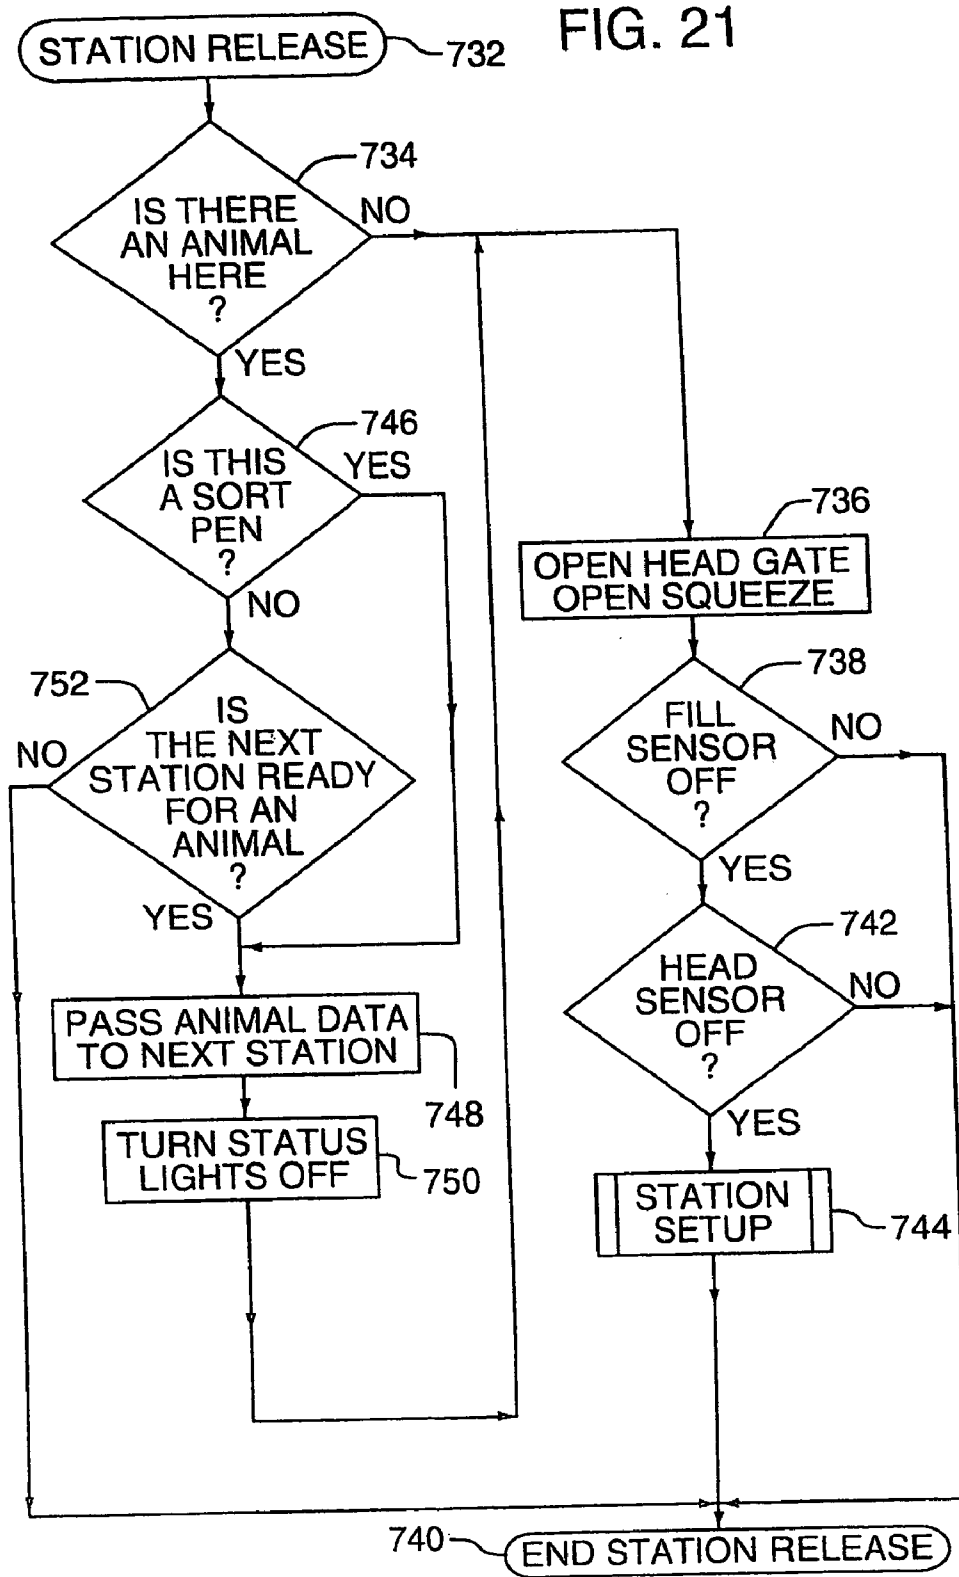 FIG. 21
STATION RELEASE
732
734
IS THERE
AN ANIMAL
HERE
?
NO
YES
746
IS THIS
A SORT
PEN
?
YES
NO
752
IS
THE NEXT
STATION READY
FOR AN
ANIMAL
?
NO
YES
PASS ANIMAL DATA
TO NEXT STATION
748
TURN STATUS
LIGHTS OFF
750
736
OPEN HEAD GATE
OPEN SQUEEZE
738
FILL
SENSOR
OFF
?
NO
YES
742
HEAD
SENSOR
OFF
?
NO
YES
STATION
SETUP
744
740
END STATION RELEASE